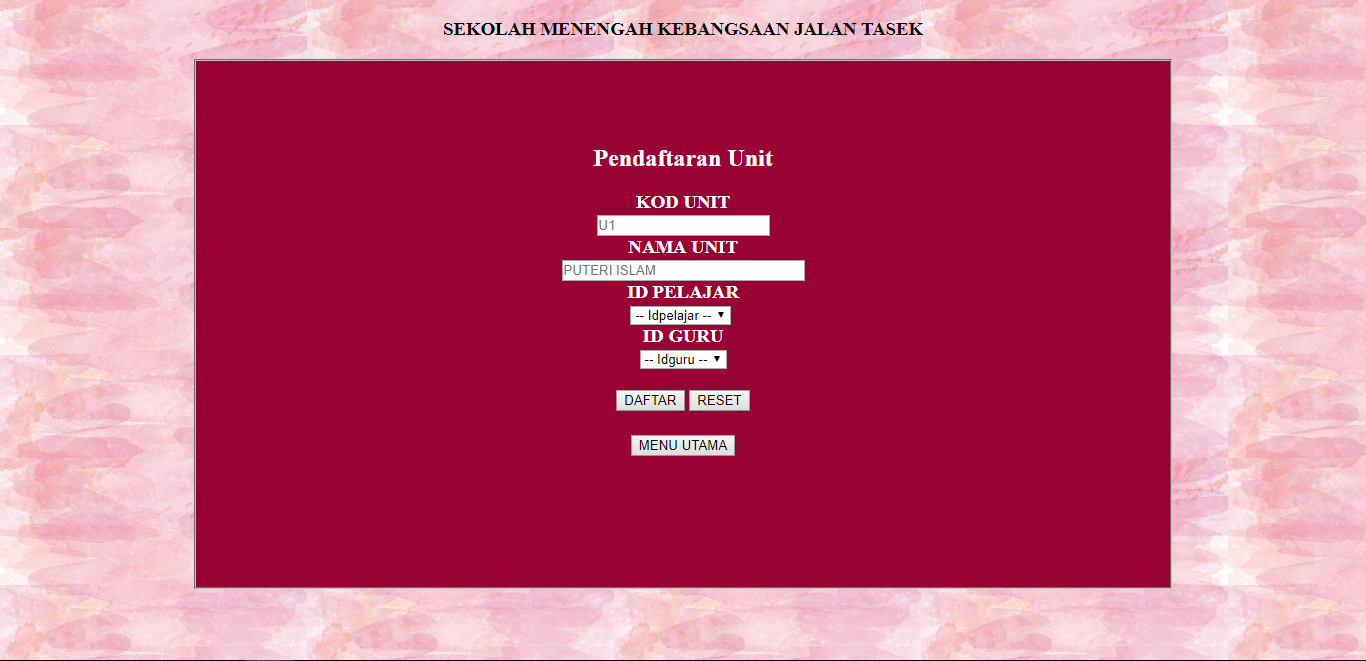 SEKOLAH MENENGAH KEBANGSAAN JALAN TASEK
Pendaftaran Unit
KOD UNIT
U1
NAMA UNIT
PUTERI ISLAM
ID PELAJAR
-- Idpelajar --
ID GURU
-- Idguru --
DAFTAR RESET
MENU UTAMA